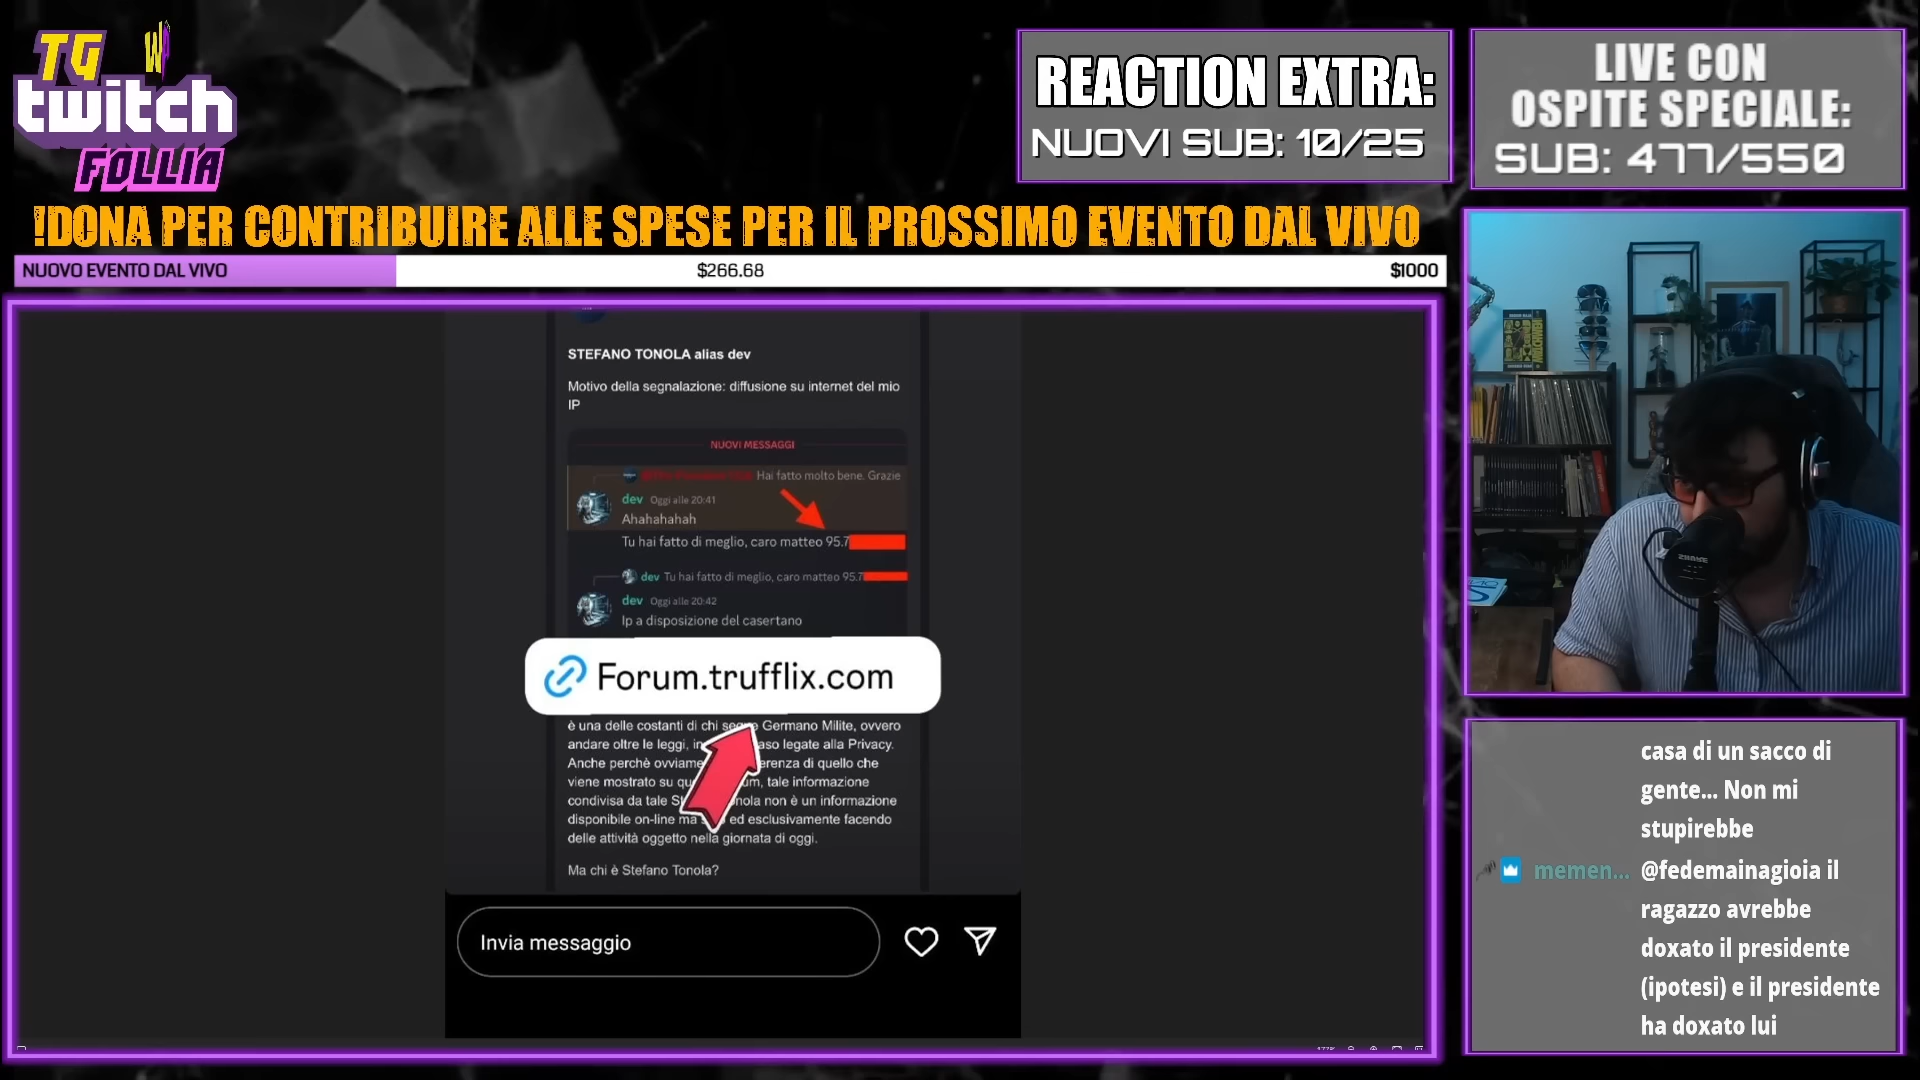 TG
twitch
FOLLIA
REACTION EXTRA:
NUOVI SUB: 10/25
LIVE CON
OSPITE SPECIALE:
SUB: 477/550
!DONA PER CONTRIBUIRE ALLE SPESE PER IL PROSSIMO EVENTO DAL VIVO
NUOVO EVENTO DAL VIVO $266.68 $1000
STEFANO TONOLA alias dev
Motivo della segnalazione: diffusione su internet del mio
IP
NUOVI MESSAGGI
Hai fatto molto bene. Grazie
dev Oggi alle 20:41
Ahahahahah
Tu hai fatto di meglio, caro matteo 95.7
dev Tu hai fatto di meglio, caro matteo 95.7
dev Oggi alle 20:42
Ip a disposizione del casertano
Forum.trufflix.com
è una delle costanti di chi segue Germano Milite, ovvero
andare oltre le leggi, in aso legate alla Privacy.
Anche perchè ovviame erenza di quello che
viene mostrato su qu um, tale informazione
condivisa da tale St nola non è un informazione
disponibile on-line ma ed esclusivamente facendo
delle attività oggetto nella giornata di oggi.
Ma chi è Stefano Tonola?
Invia messaggio
SHURE
casa di un sacco di
gente... Non mi
stupirebbe
memen... @fedemainagioia il
ragazzo avrebbe
doxato il presidente
(ipotesi) e il presidente
ha doxato lui